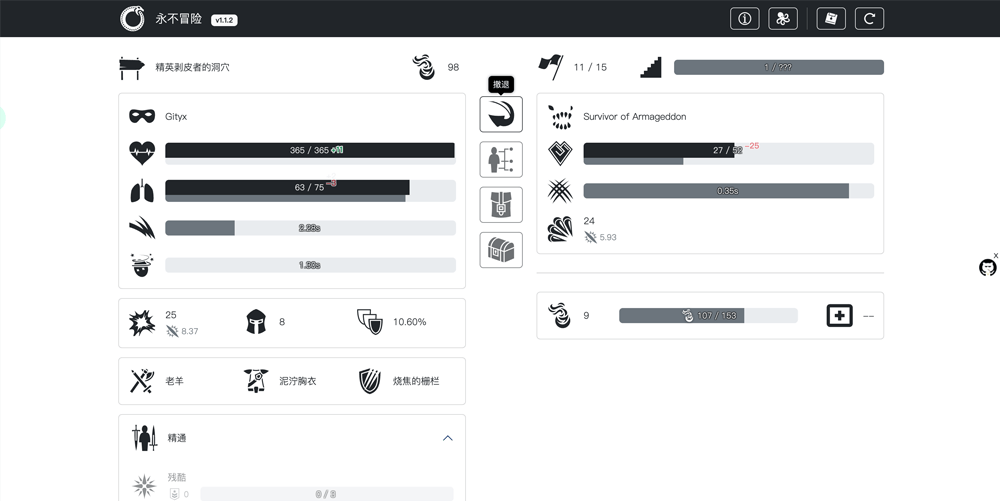 永不冒险 v1.1.2
精英剥皮者的洞穴 98
11 / 15 1 / ???
撤退
Gityx
365 / 365 +11
63 / 75
2.28s
Survivor of Armageddon
27 / 52 -25
0.35s
24
5.93
25
8.37
8
10.60%
9 107 / 153 --
老羊 泥泞胸衣 烧焦的栅栏
精通
残酷
0 0 / 3
x